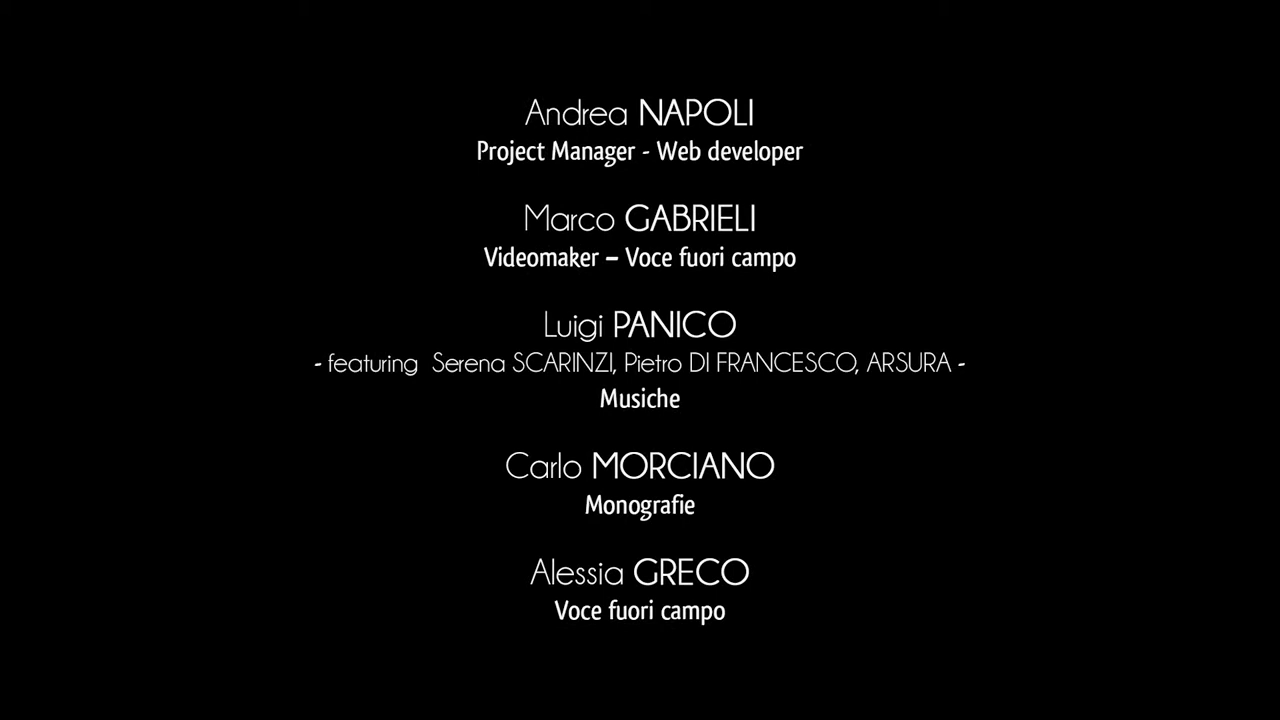 Andrea NAPOLI
Project Manager - Web developer
Marco GABRIELI
Videomaker – Voce fuori campo
Luigi PANICO
- featuring  Serena SCARINZI, Pietro DI FRANCESCO, ARSURA -
Musiche
Carlo MORCIANO
Monografie
Alessia GRECO
Voce fuori campo